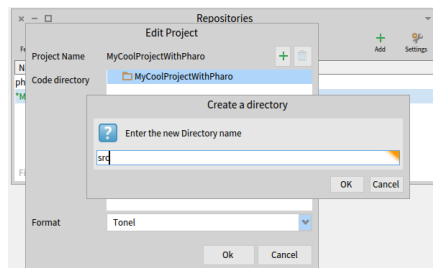 Repositories
Edit Project
Project Name
MyCoolProjectWithPharo
Add
Settings
Code directory
MyCoolProjectWithPharo
Create a directory
Enter the new Directory name
src
OK
Cancel
Format
Tonel
Ok
Cancel